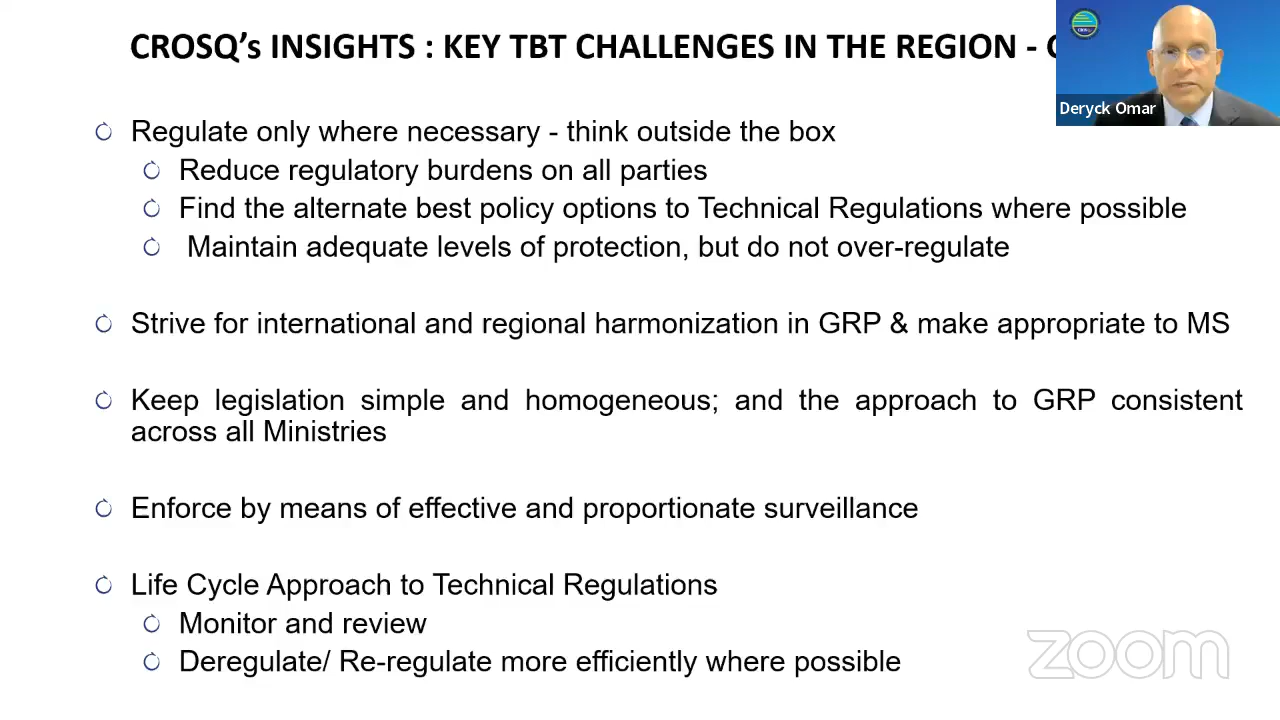 CROSQ's INSIGHTS : KEY TBT CHALLENGES IN THE REGION -
Deryck Omar
Regulate only where necessary - think outside the box
Reduce regulatory burdens on all parties
Find the alternate best policy options to Technical Regulations where possible
Maintain adequate levels of protection, but do not over-regulate
Strive for international and regional harmonization in GRP & make appropriate to MS
Keep legislation simple and homogeneous; and the approach to GRP consistent
across all Ministries
Enforce by means of effective and proportionate surveillance
Life Cycle Approach to Technical Regulations
Monitor and review
Deregulate/ Re-regulate more efficiently where possible
zoom